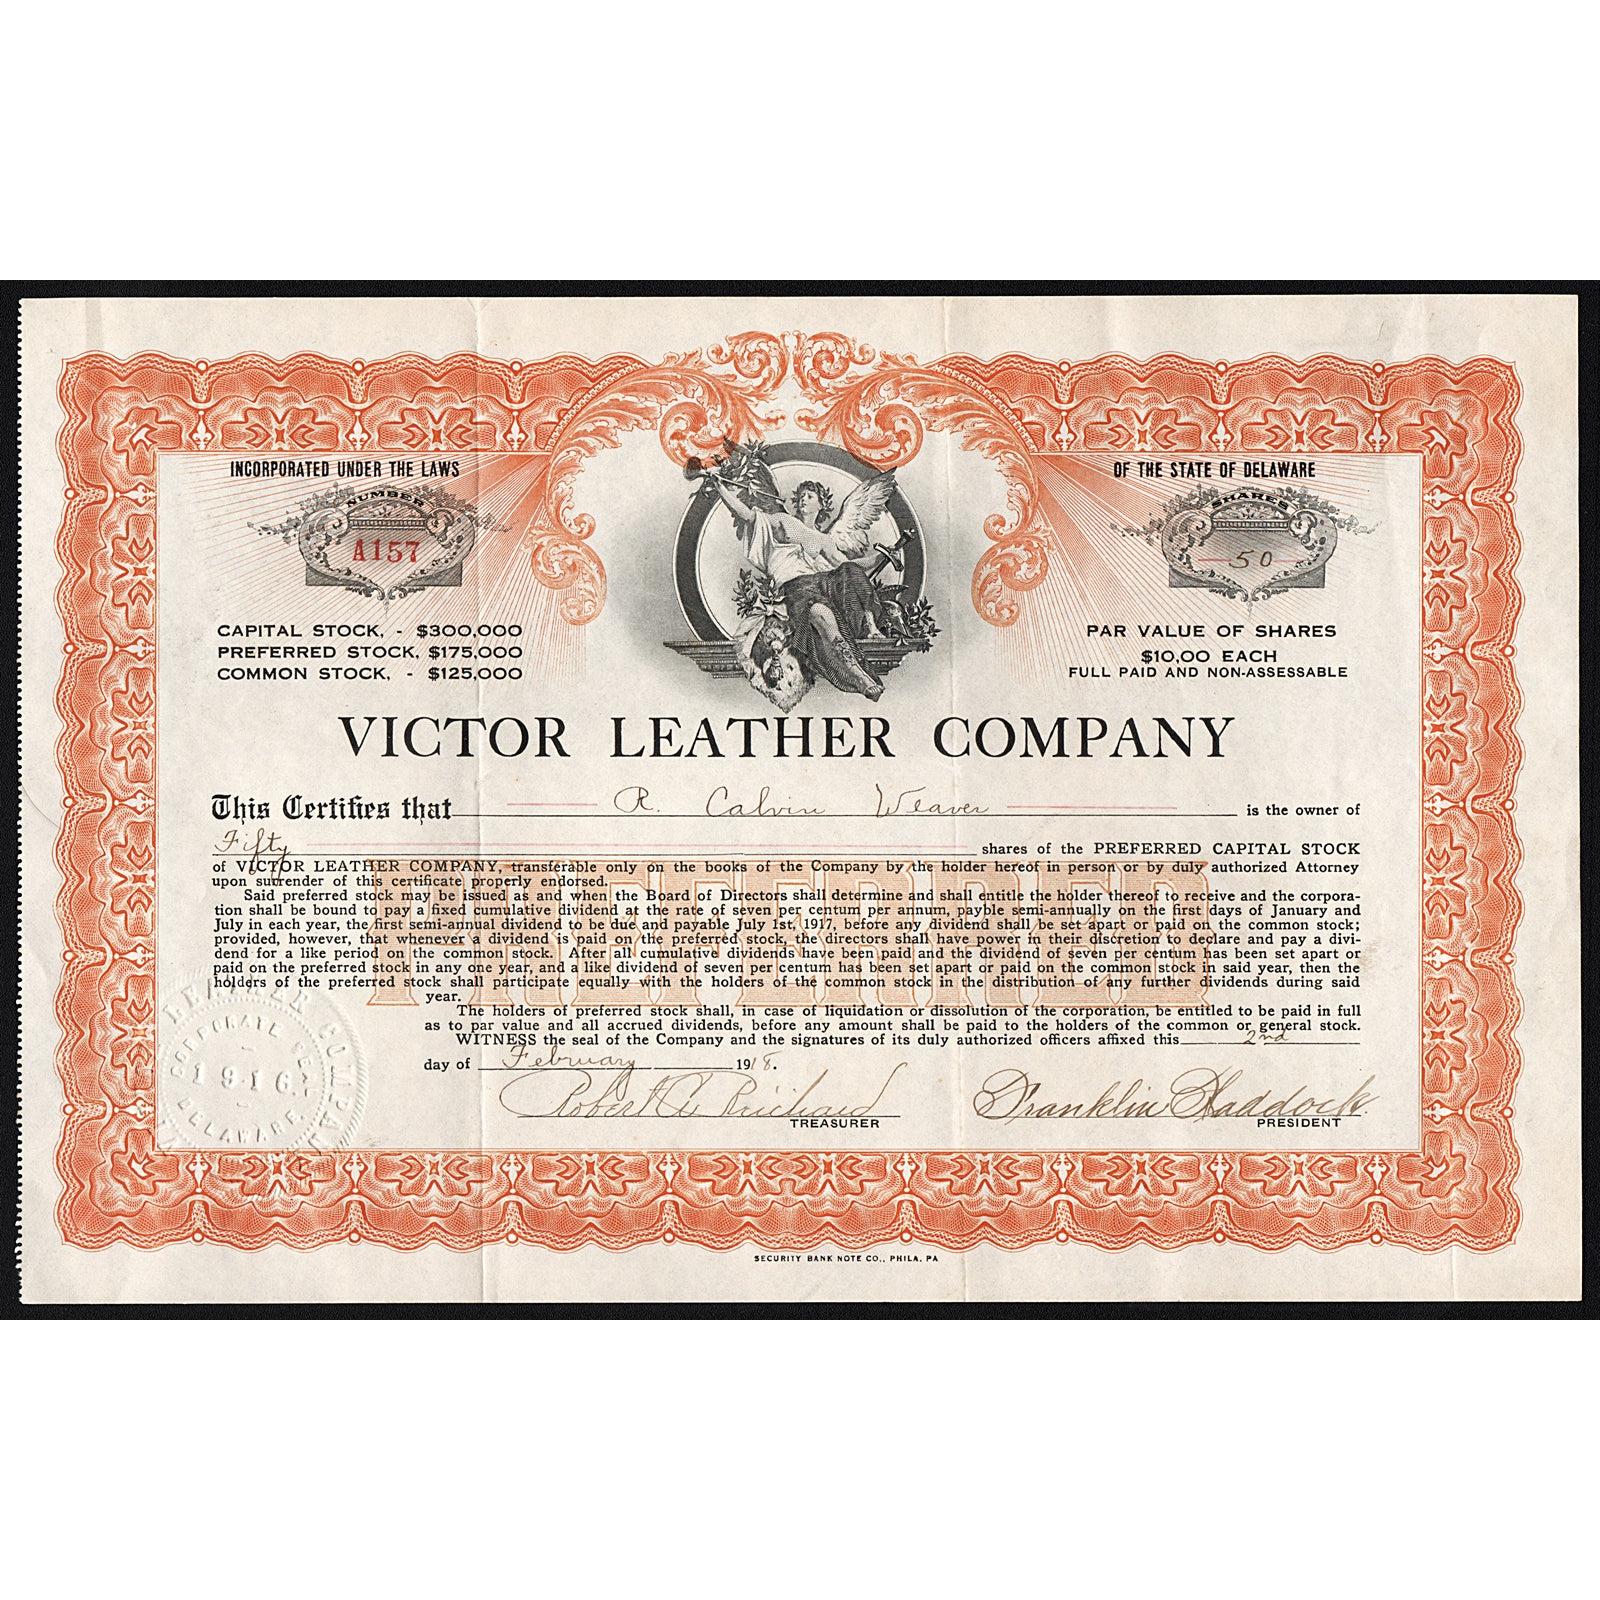 INCORPORATED UNDER THE LAWS
OF THE STATE OF DELAWARE
NUMBER
A157
SHARES
50
CAPITAL STOCK, - $300,000
PREFERRED STOCK, $175,000
COMMON STOCK, - $125,000
PAR VALUE OF SHARES
$10,00 EACH
FULL PAID AND NON-ASSESSABLE
VICTOR LEATHER COMPANY
This Certifies that R. Calvin Weaver is the owner of
Fifty shares of the PREFERRED CAPITAL STOCK
of VICTOR LEATHER COMPANY, transferable only on the books of the Company by the holder hereof in person or by duly authorized Attorney
upon surrender of this certificate properly endorsed.
Said preferred stock may be issued as and when the Board of Directors shall determine and shall entitle the holder thereof to receive and the corpora-
tion shall be bound to pay a fixed cumulative dividend at the rate of seven per centum per annum, payble semi-annually on the first days of January and
July in each year, the first semi-annual dividend to be due and payable July 1st, 1917, before any dividend shall be set apart or paid on the common stock;
provided, however, that whenever a dividend is paid on the preferred stock, the directors shall have power in their discretion to declare and pay a divi-
dend for a like period on the common stock. After all cumulative dividends have been paid and the dividend of seven per centum has been set apart or
paid on the preferred stock in any one year, and a like dividend of seven per centum has been set apart or paid on the common stock in said year, then the
holders of the preferred stock shall participate equally with the holders of the common stock in the distribution of any further dividends during said
year.
PREFERRED
The holders of preferred stock shall, in case of liquidation or dissolution of the corporation, be entitled to be paid in full
as to par value and all accrued dividends, before any amount shall be paid to the holders of the common or general stock.
WITNESS the seal of the Company and the signatures of its duly authorized officers affixed this 2nd
day of February 1918.
Franklin Haddock
TREASURER
PRESIDENT
LEATHER COMPANY
CORPORATE SEAL
1916
DELAWARE
SECURITY BANK NOTE CO., PHILA, PA